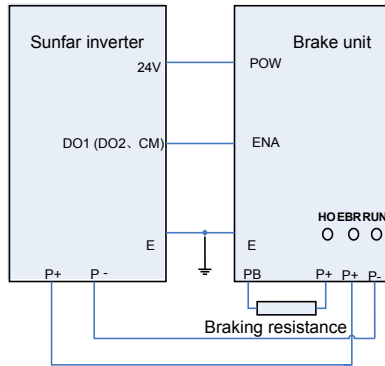 Sunfar inverter
Brake unit
24V
POW
DO1 (DO2、CM)
ENA
HO EBR RUN
E
E
P+
P -
PB
P+
P+
P-
Braking resistance